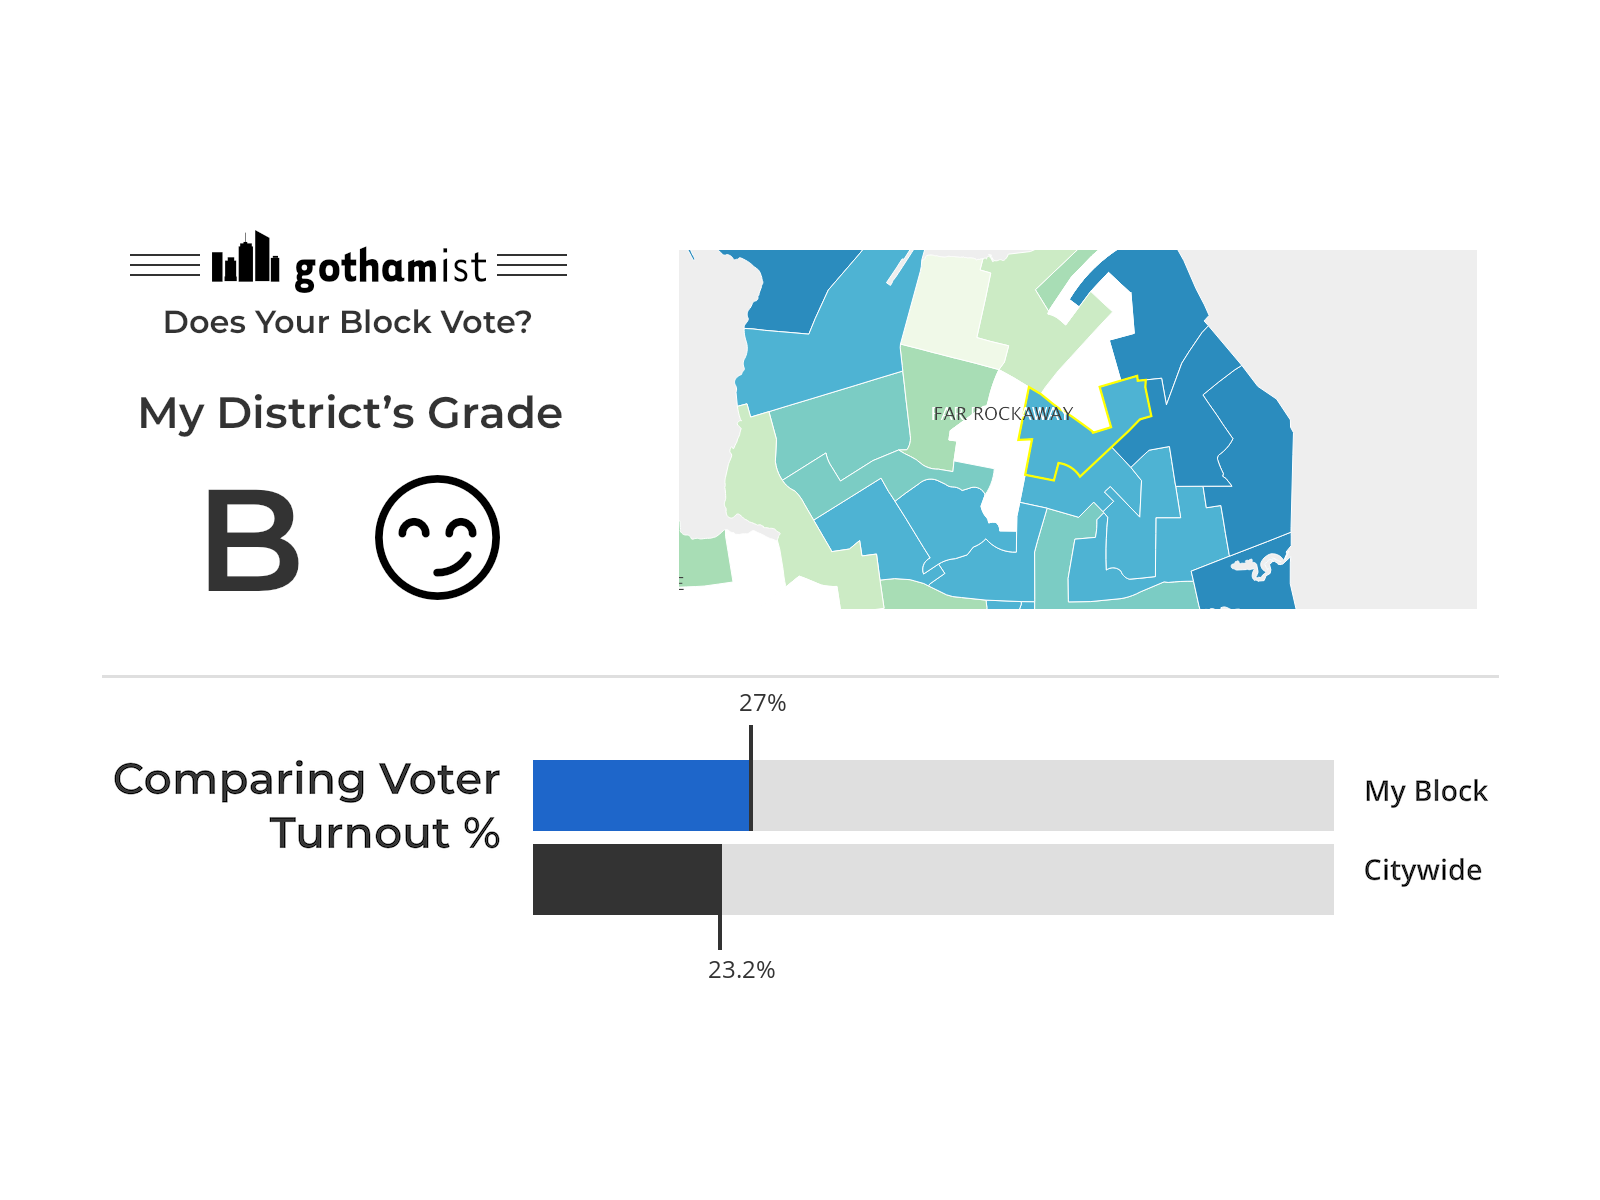 gothamist
Does Your Block Vote?
My District's Grade
B
FAR ROCKAWAY
27%
Comparing Voter
Turnout %
My Block
Citywide
23.2%